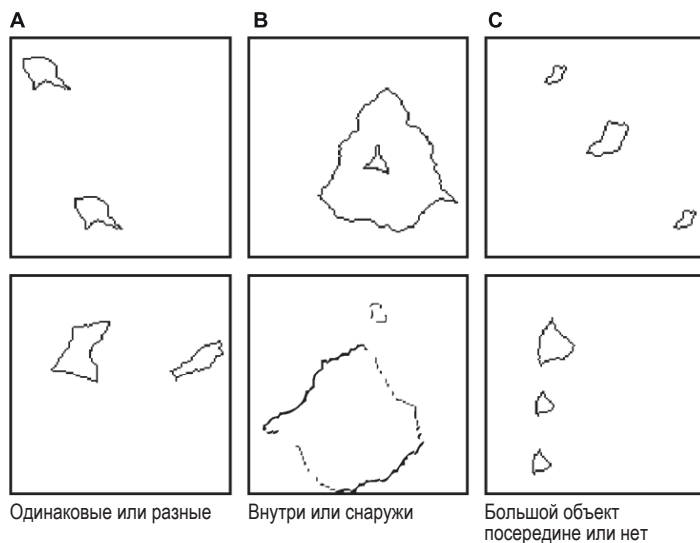 A
B
C
Одинаковые или разные
Внутри или снаружи
Большой объект
посередине или нет